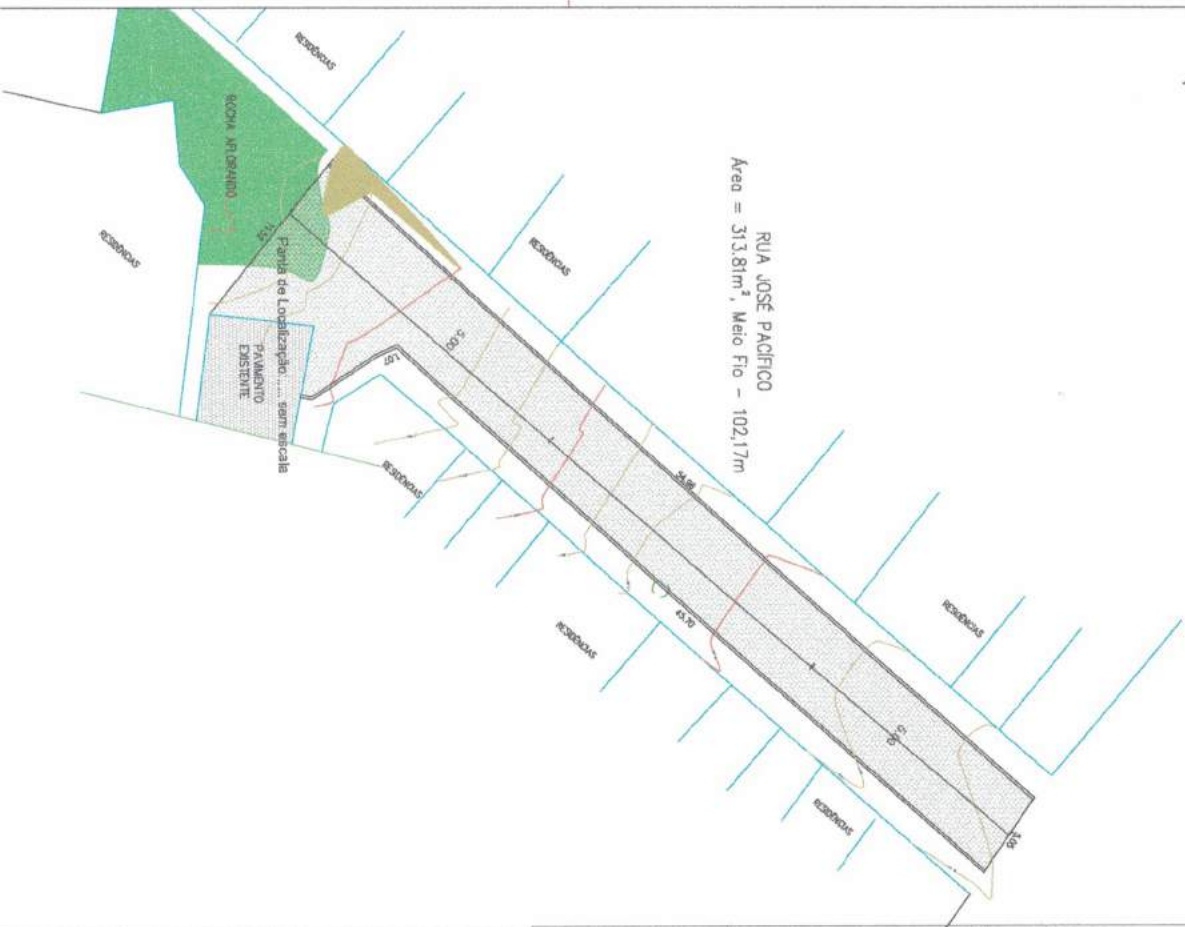 RUA JOSÉ PACÍFICO
Área = 313.81m², Meio Fio - 102,17m
RESIDÊNCIAS
RESIDÊNCIAS
RESIDÊNCIAS
ROCHA AFLORANDO
RESIDÊNCIAS
Planta de Localização..... sem escala
PAVIMENTO
EXISTENTE
RESIDÊNCIAS
RESIDÊNCIAS
RESIDÊNCIAS
5.00
54.96
45.70
5.00